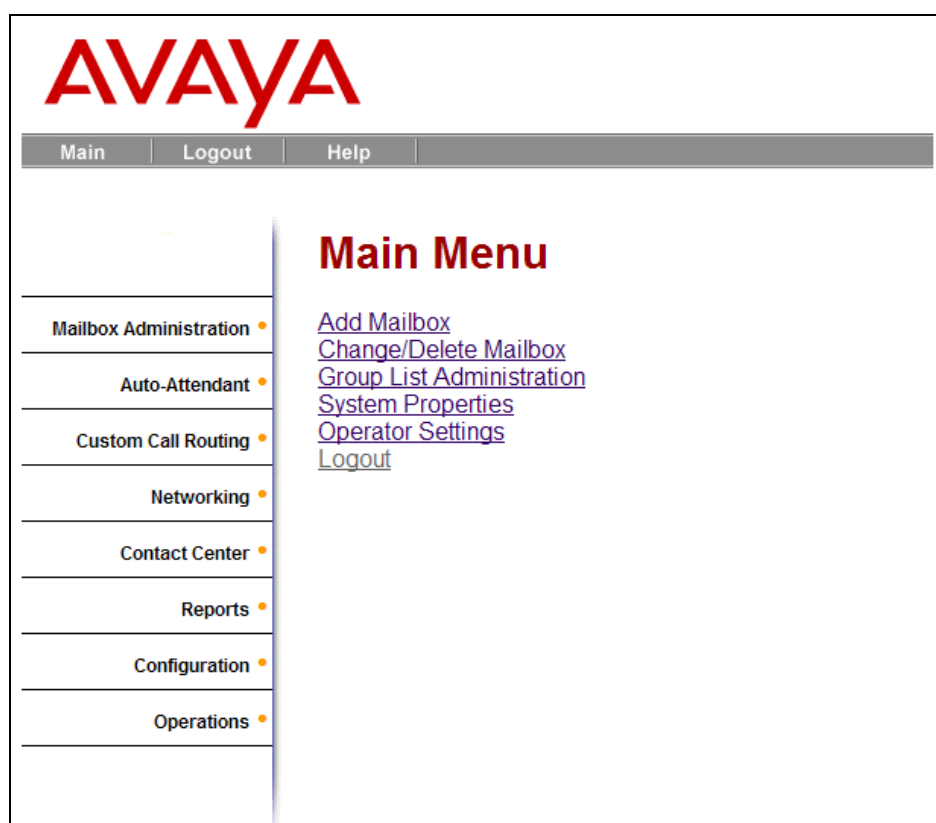 AVAYA
Main Logout Help
Main Menu
Add Mailbox
Change/Delete Mailbox
Group List Administration
System Properties
Operator Settings
Logout
Mailbox Administration
Auto-Attendant
Custom Call Routing
Networking
Contact Center
Reports
Configuration
Operations